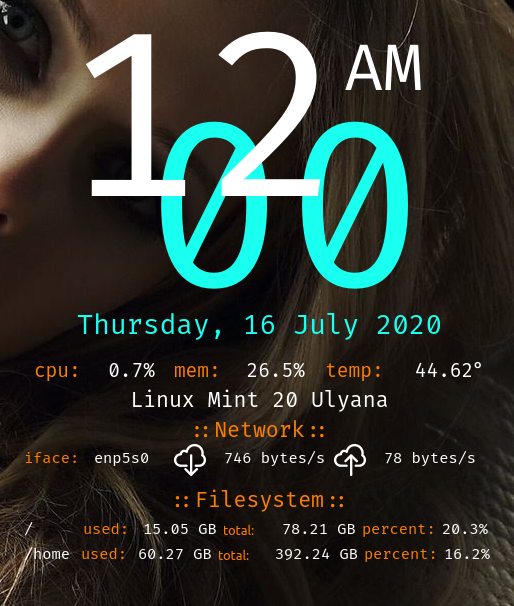 12 AM
00
Thursday, 16 July 2020
cpu: 0.7% mem: 26.5% temp: 44.62°
Linux Mint 20 Ulyana
::Network::
iface: enp5s0 746 bytes/s 78 bytes/s
::Filesystem::
/ used: 15.05 GB total: 78.21 GB percent: 20.3%
/home used: 60.27 GB total: 392.24 GB percent: 16.2%